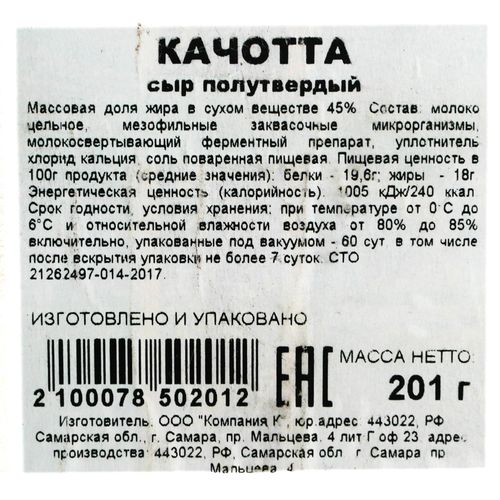 КАЧОТТА
сыр полутвердый
Массовая доля жира в сухом веществе 45%. Состав: молоко
цельное, мезофильные заквасочные микроорганизмы,
молокосвертывающий ферментный препарат, уплотнитель
хлорид кальция, соль поваренная пищевая. Пищевая ценность в
100г продукта (средние значения): белки - 19,6г; жиры - 18г
Энергетическая ценность (калорийность): 1005 кДж/240 ккал.
Срок годности, условия хранения: при температуре от 0°С до
6°С и относительной влажности воздуха от 80% до 85%
включительно, упакованные под вакуумом - 60 сут, в том числе
после вскрытия упаковки не более 7 суток. СТО
21262497-014-2017.
ИЗГОТОВЛЕНО И УПАКОВАНО
МАССА НЕТТО:
2 100078 502012 ЕАС 201 г
Изготовитель: ООО "Компания К", юр.адрес: 443022, РФ
Самарская обл., г. Самара, пр. Мальцева. 4 лит Г оф 23, адрес
производства: 443022, РФ, Самарская обл. г Самара пр
Мальцева 4